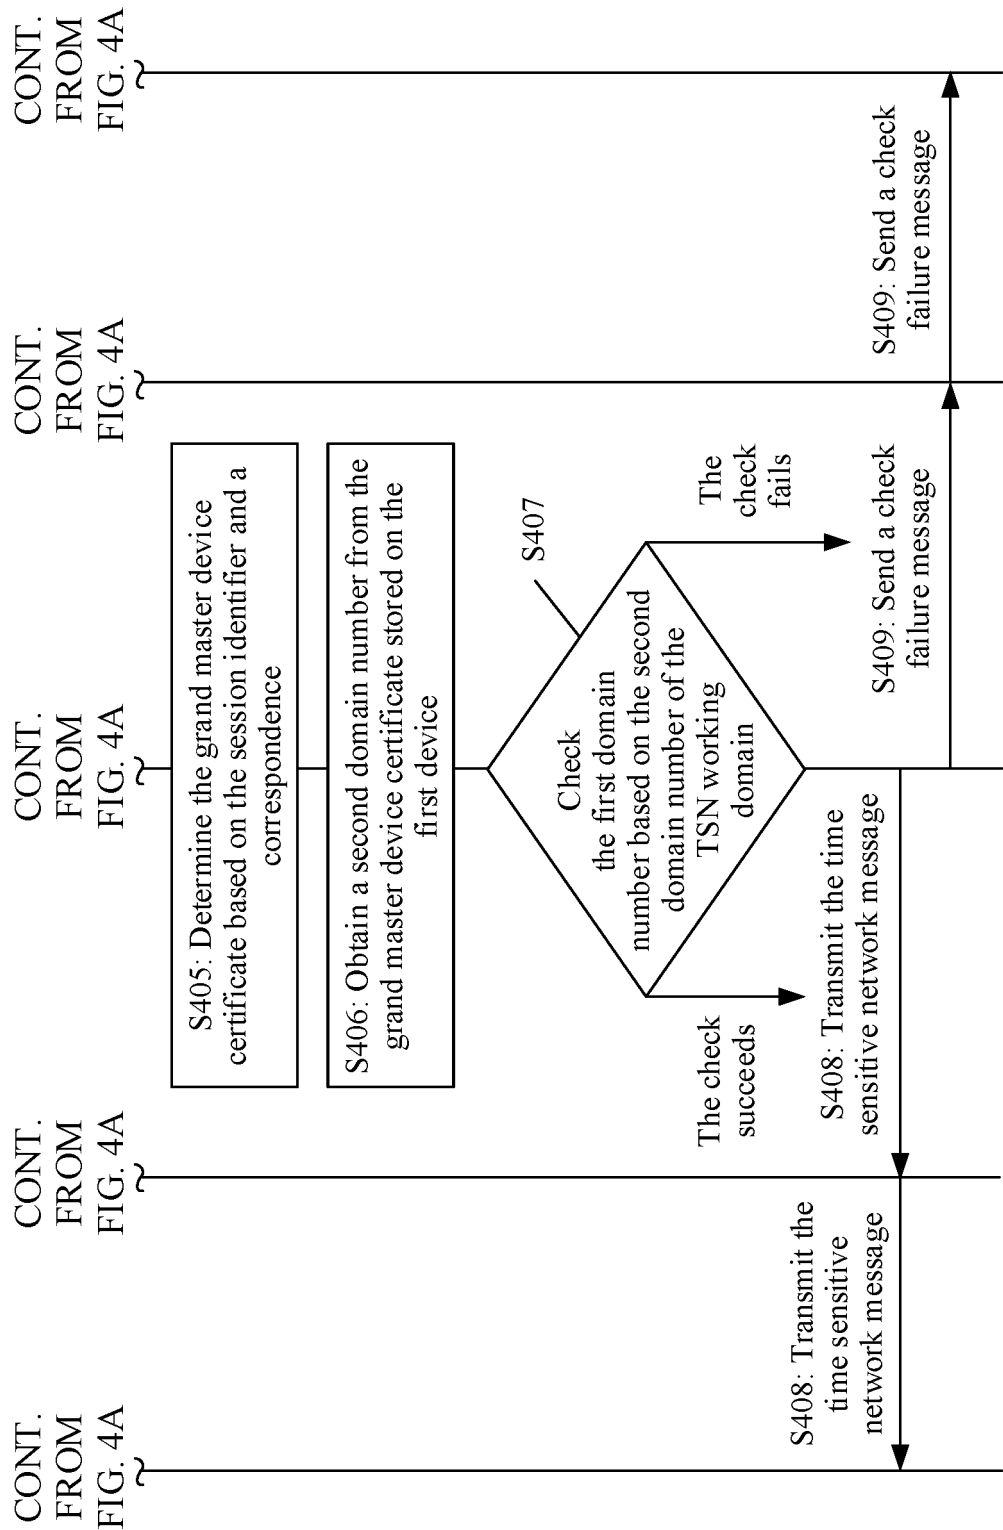 CONT.
FROM
FIG. 4A
CONT.
FROM
FIG. 4A
CONT.
FROM
FIG. 4A
CONT.
FROM
FIG. 4A
CONT.
FROM
FIG. 4A
S405: Determine the grand master device
certificate based on the session identifier and a
correspondence
S406: Obtain a second domain number from the
grand master device certificate stored on the
first device
S407
Check
the first domain
number based on the second
domain number of the
TSN working
domain
The check
succeeds
The
check
fails
S408: Transmit the
time sensitive
network message
S408: Transmit the time
sensitive network message
S409: Send a check
failure message
S409: Send a check
failure message